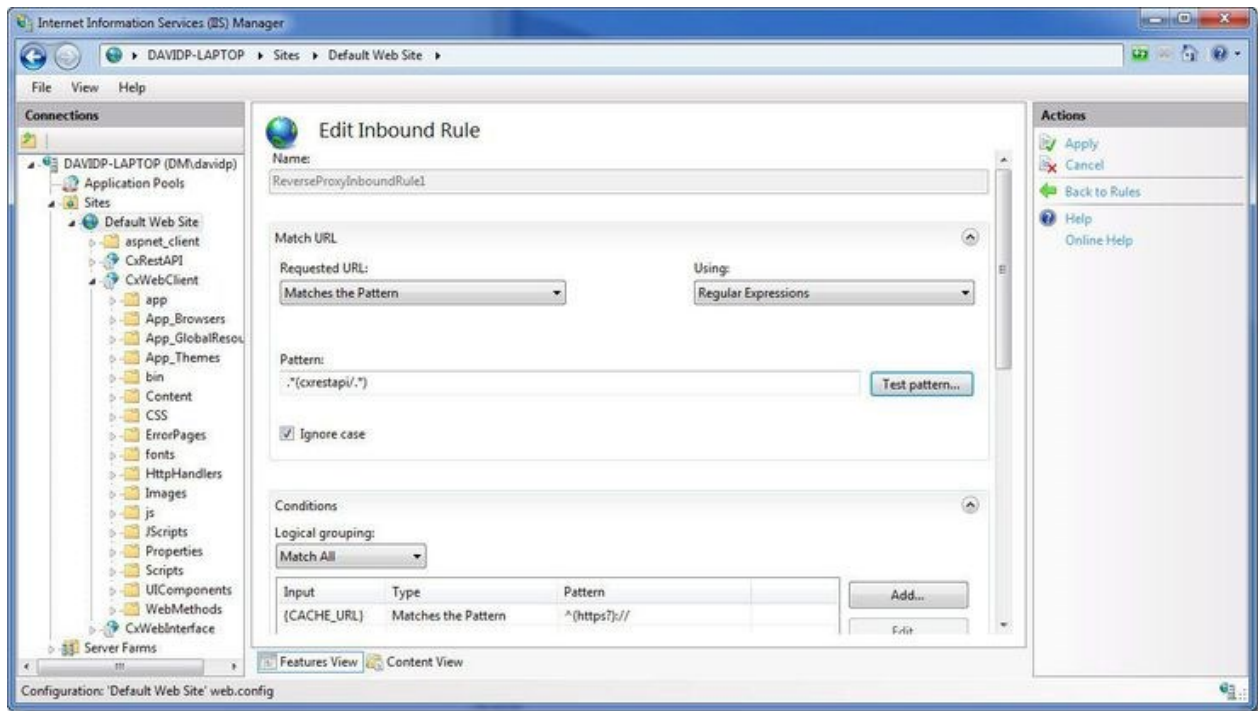 Internet Information Services (IIS) Manager
DAVIDP-LAPTOP Sites Default Web Site
File View Help
Connections
DAVIDP-LAPTOP (DM\davidp)
Application Pools
Sites
Default Web Site
aspnet_client
CxRestAPI
CxWebClient
app
App_Browsers
App_GlobalResou
App_Themes
bin
Content
CSS
ErrorPages
fonts
HttpHandlers
Images
js
JScripts
Properties
Scripts
UIComponents
WebMethods
CxWebInterface
Server Farms
Edit Inbound Rule
Name:
ReverseProxyInboundRule1
Match URL
Requested URL: Using:
Matches the Pattern Regular Expressions
Pattern:
.*(cxrestapi/.*) Test pattern...
Ignore case
Conditions
Logical grouping:
Match All
Input Type Pattern Add...
{CACHE_URL} Matches the Pattern ^(https?):// Edit
Features View Content View
Actions
Apply
Cancel
Back to Rules
Help
Online Help
Configuration: 'Default Web Site' web.config